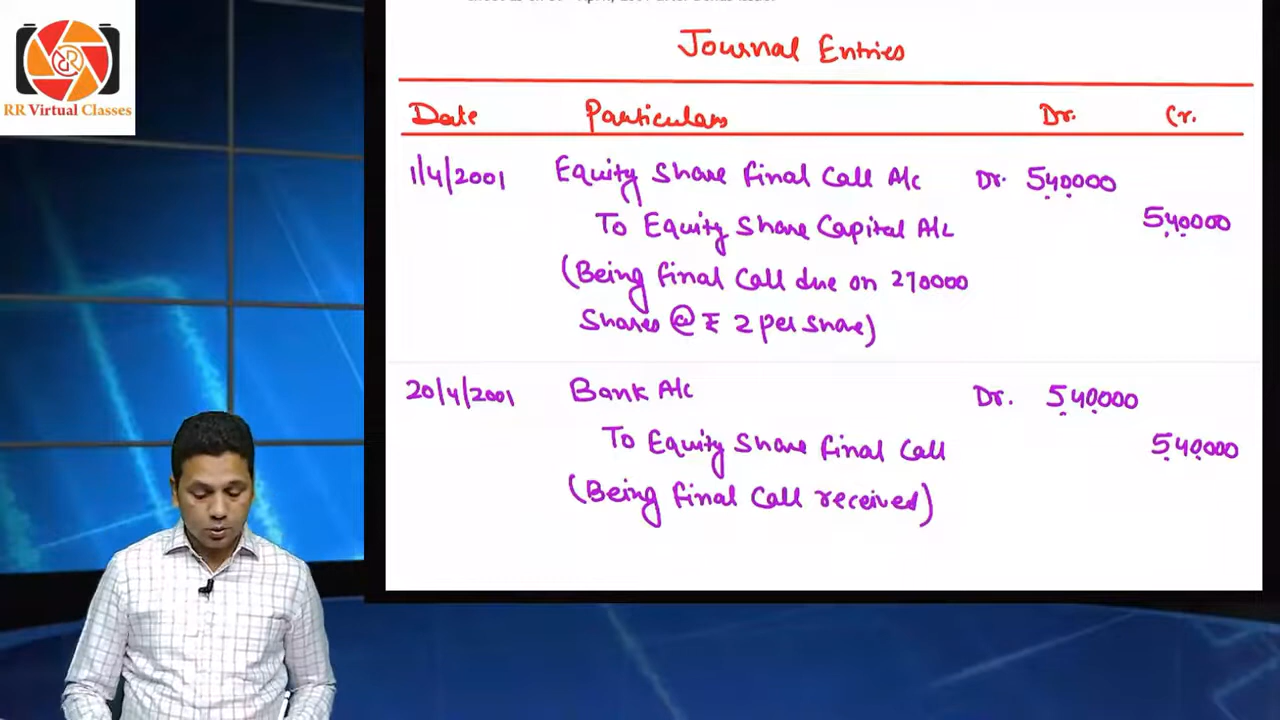 RR Virtual Classes
Journal Entries
Date Particulars Dr. Cr.
1/4/2001 Equity Share Final Call A/c Dr. 540000
To Equity Share Capital A/c 540000
(Being Final Call due on 270000
Shares @ ₹ 2 per share)
20/4/2001 Bank A/c Dr. 540000
To Equity Share Final Call 540000
(Being Final Call received)